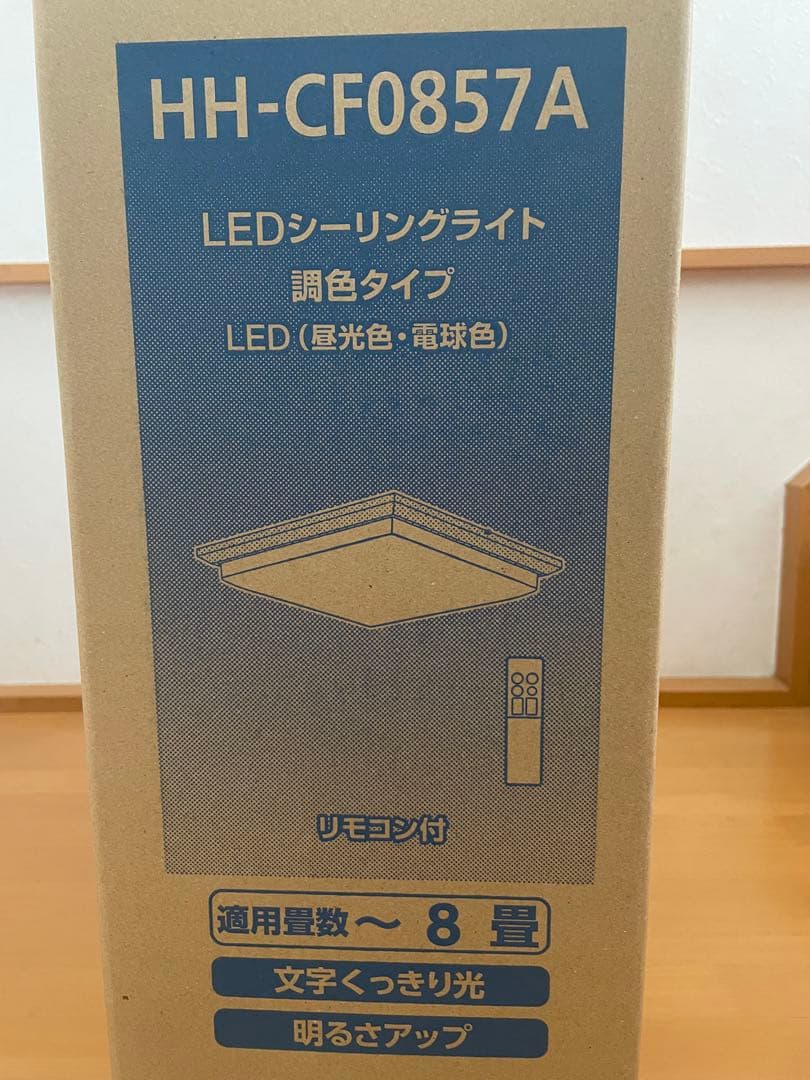 HH-CF0857A
LEDシーリングライト
調色タイプ
LED（昼光色・電球色）
リモコン付
適用畳数～8畳
文字くっきり光
明るさアップ